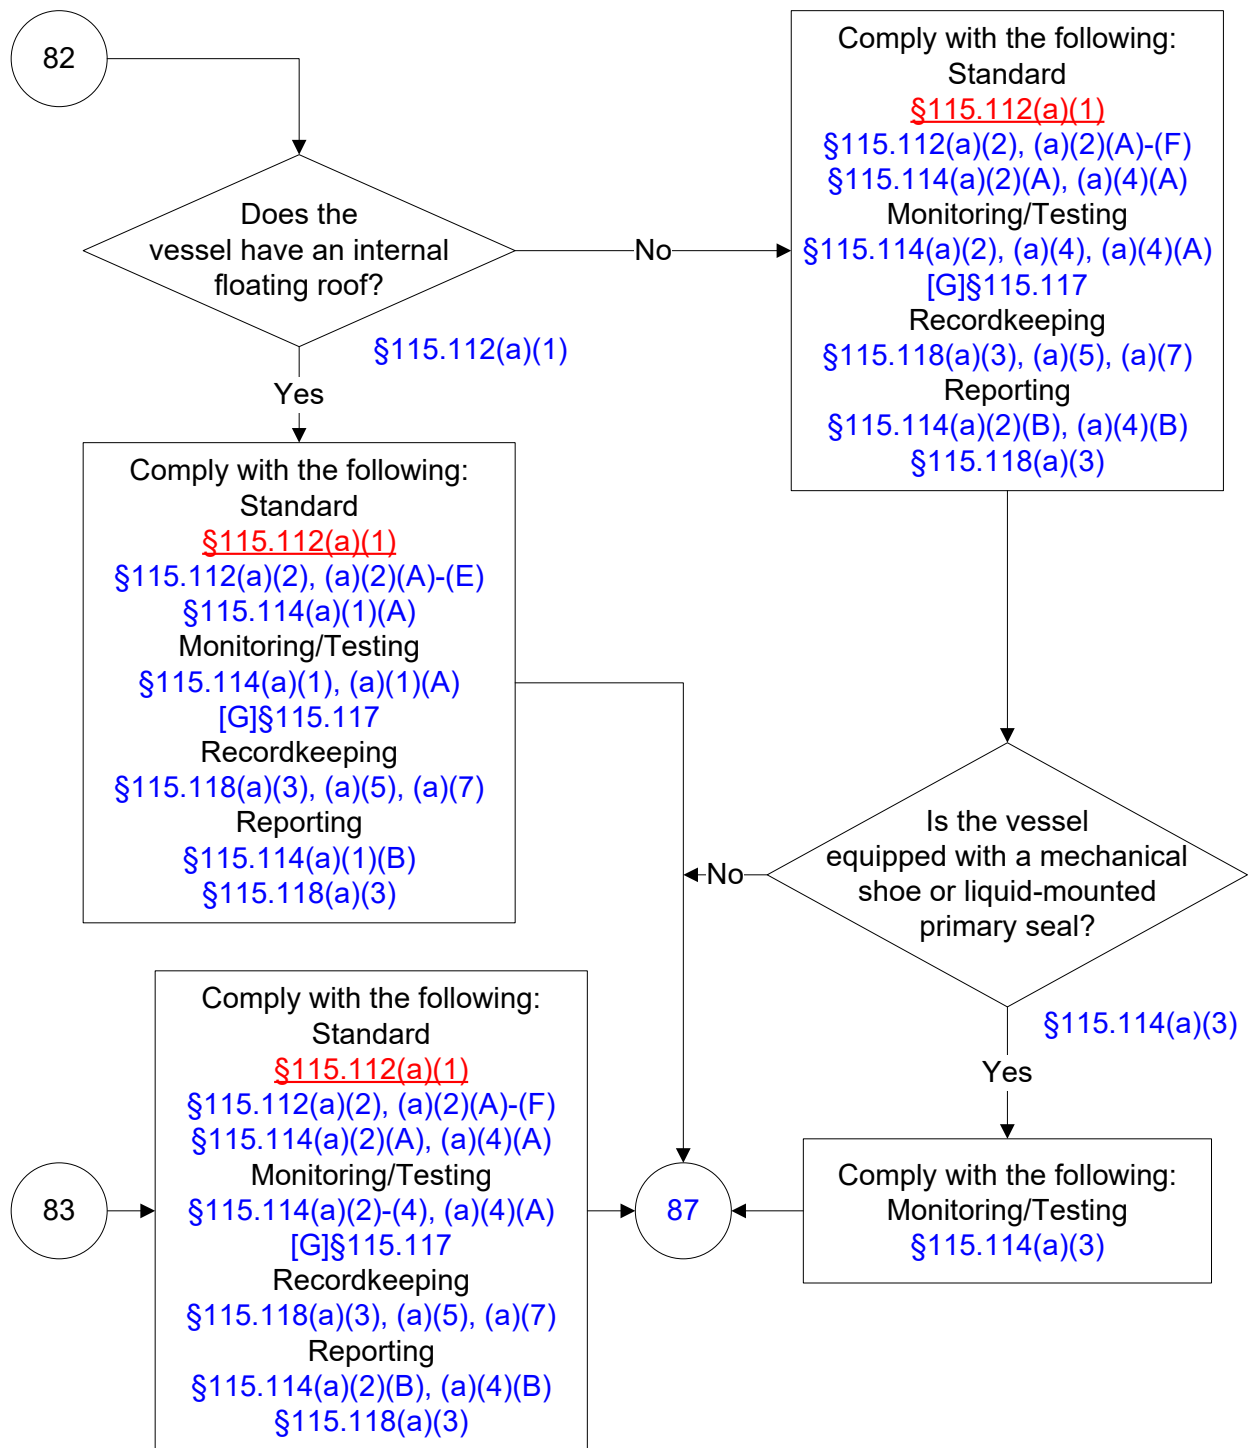 82
Does the
vessel have an internal
floating roof?
§115.112(a)(1)
No
Yes
Comply with the following:
Standard
§115.112(a)(1)
§115.112(a)(2), (a)(2)(A)-(F)
§115.114(a)(2)(A), (a)(4)(A)
Monitoring/Testing
§115.114(a)(2), (a)(4), (a)(4)(A)
[G]§115.117
Recordkeeping
§115.118(a)(3), (a)(5), (a)(7)
Reporting
§115.114(a)(2)(B), (a)(4)(B)
§115.118(a)(3)
Comply with the following:
Standard
§115.112(a)(1)
§115.112(a)(2), (a)(2)(A)-(E)
§115.114(a)(1)(A)
Monitoring/Testing
§115.114(a)(1), (a)(1)(A)
[G]§115.117
Recordkeeping
§115.118(a)(3), (a)(5), (a)(7)
Reporting
§115.114(a)(1)(B)
§115.118(a)(3)
Is the vessel
equipped with a mechanical
shoe or liquid-mounted
primary seal?
§115.114(a)(3)
No
Yes
Comply with the following:
Monitoring/Testing
§115.114(a)(3)
83
Comply with the following:
Standard
§115.112(a)(1)
§115.112(a)(2), (a)(2)(A)-(F)
§115.114(a)(2)(A), (a)(4)(A)
Monitoring/Testing
§115.114(a)(2)-(4), (a)(4)(A)
[G]§115.117
Recordkeeping
§115.118(a)(3), (a)(5), (a)(7)
Reporting
§115.114(a)(2)(B), (a)(4)(B)
§115.118(a)(3)
87